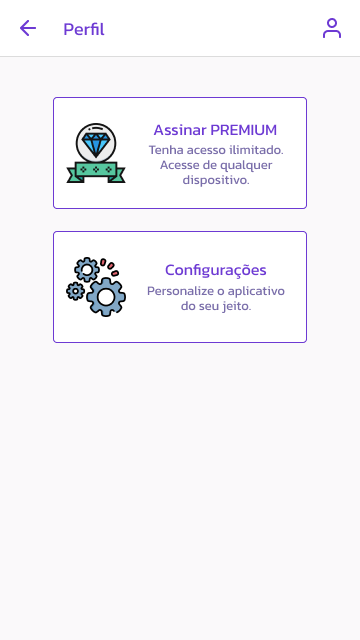 Perfil
Assinar PREMIUM
Tenha acesso ilimitado.
Acesse de qualquer
dispositivo.
Configurações
Personalize o aplicativo
do seu jeito.